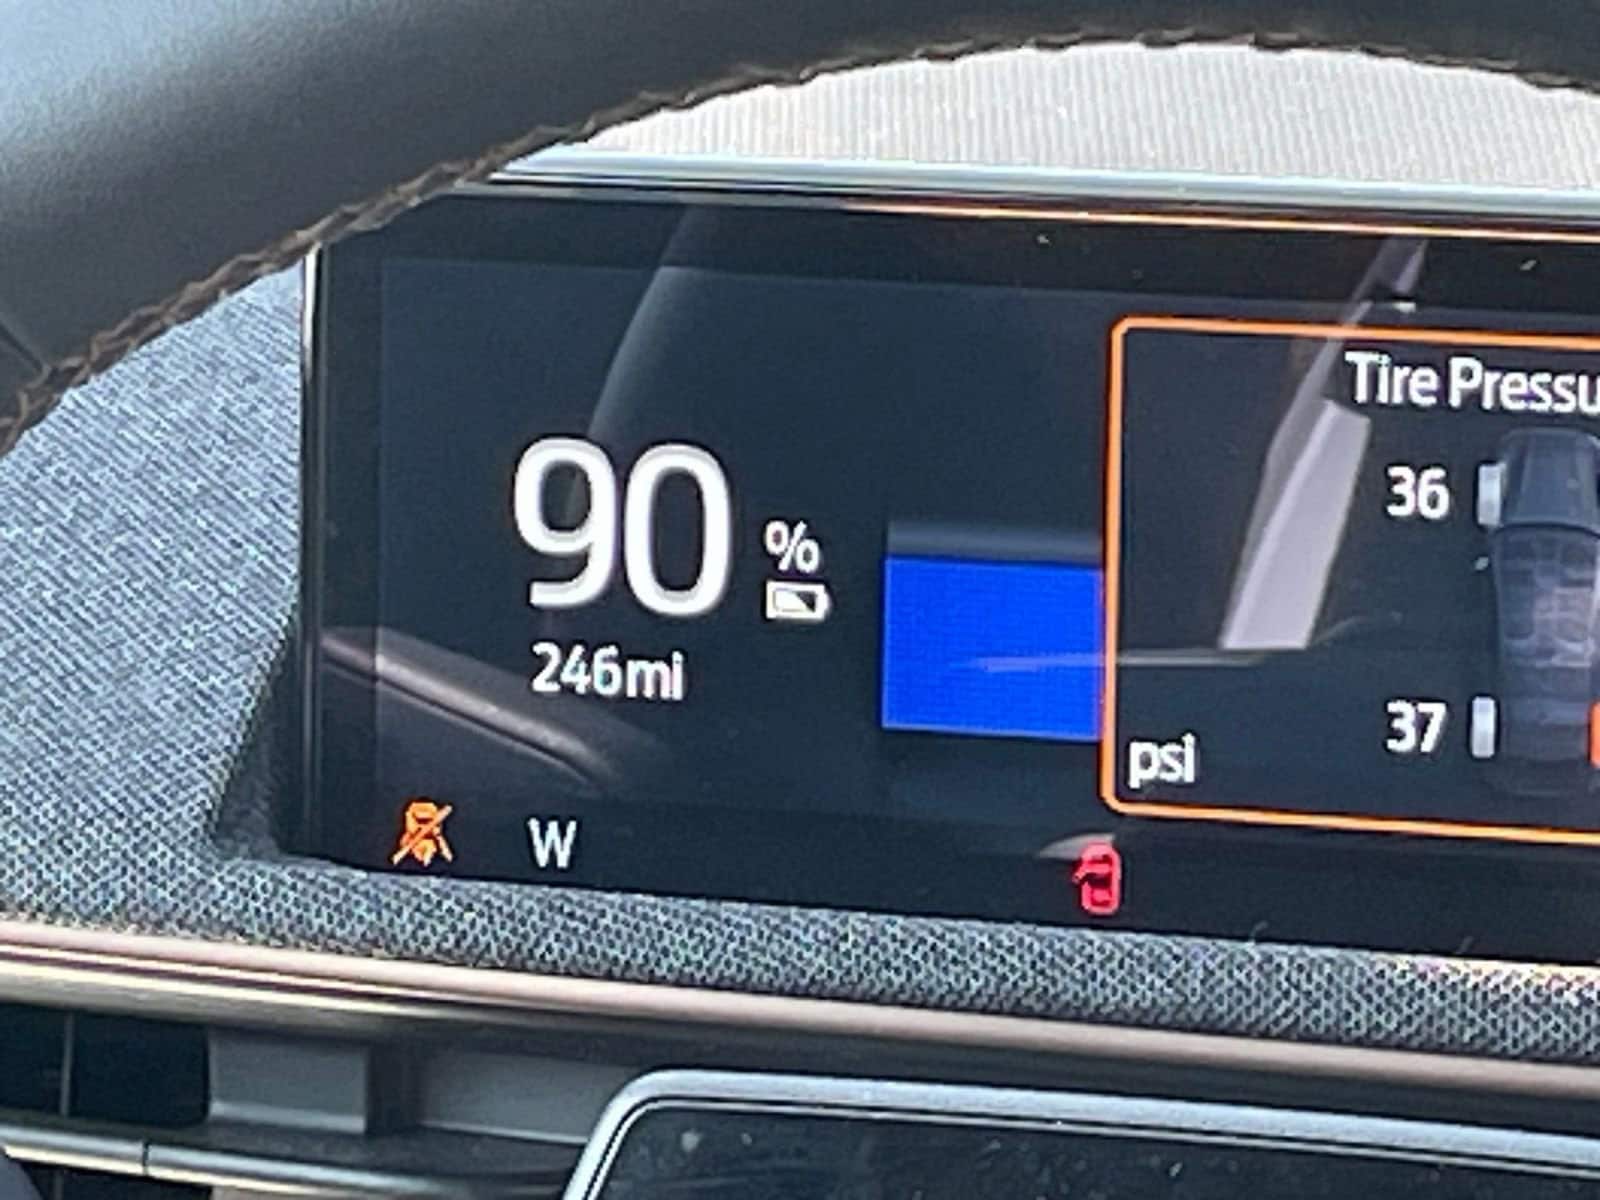 90 %
246mi
W
Tire Pressu
36
37
psi